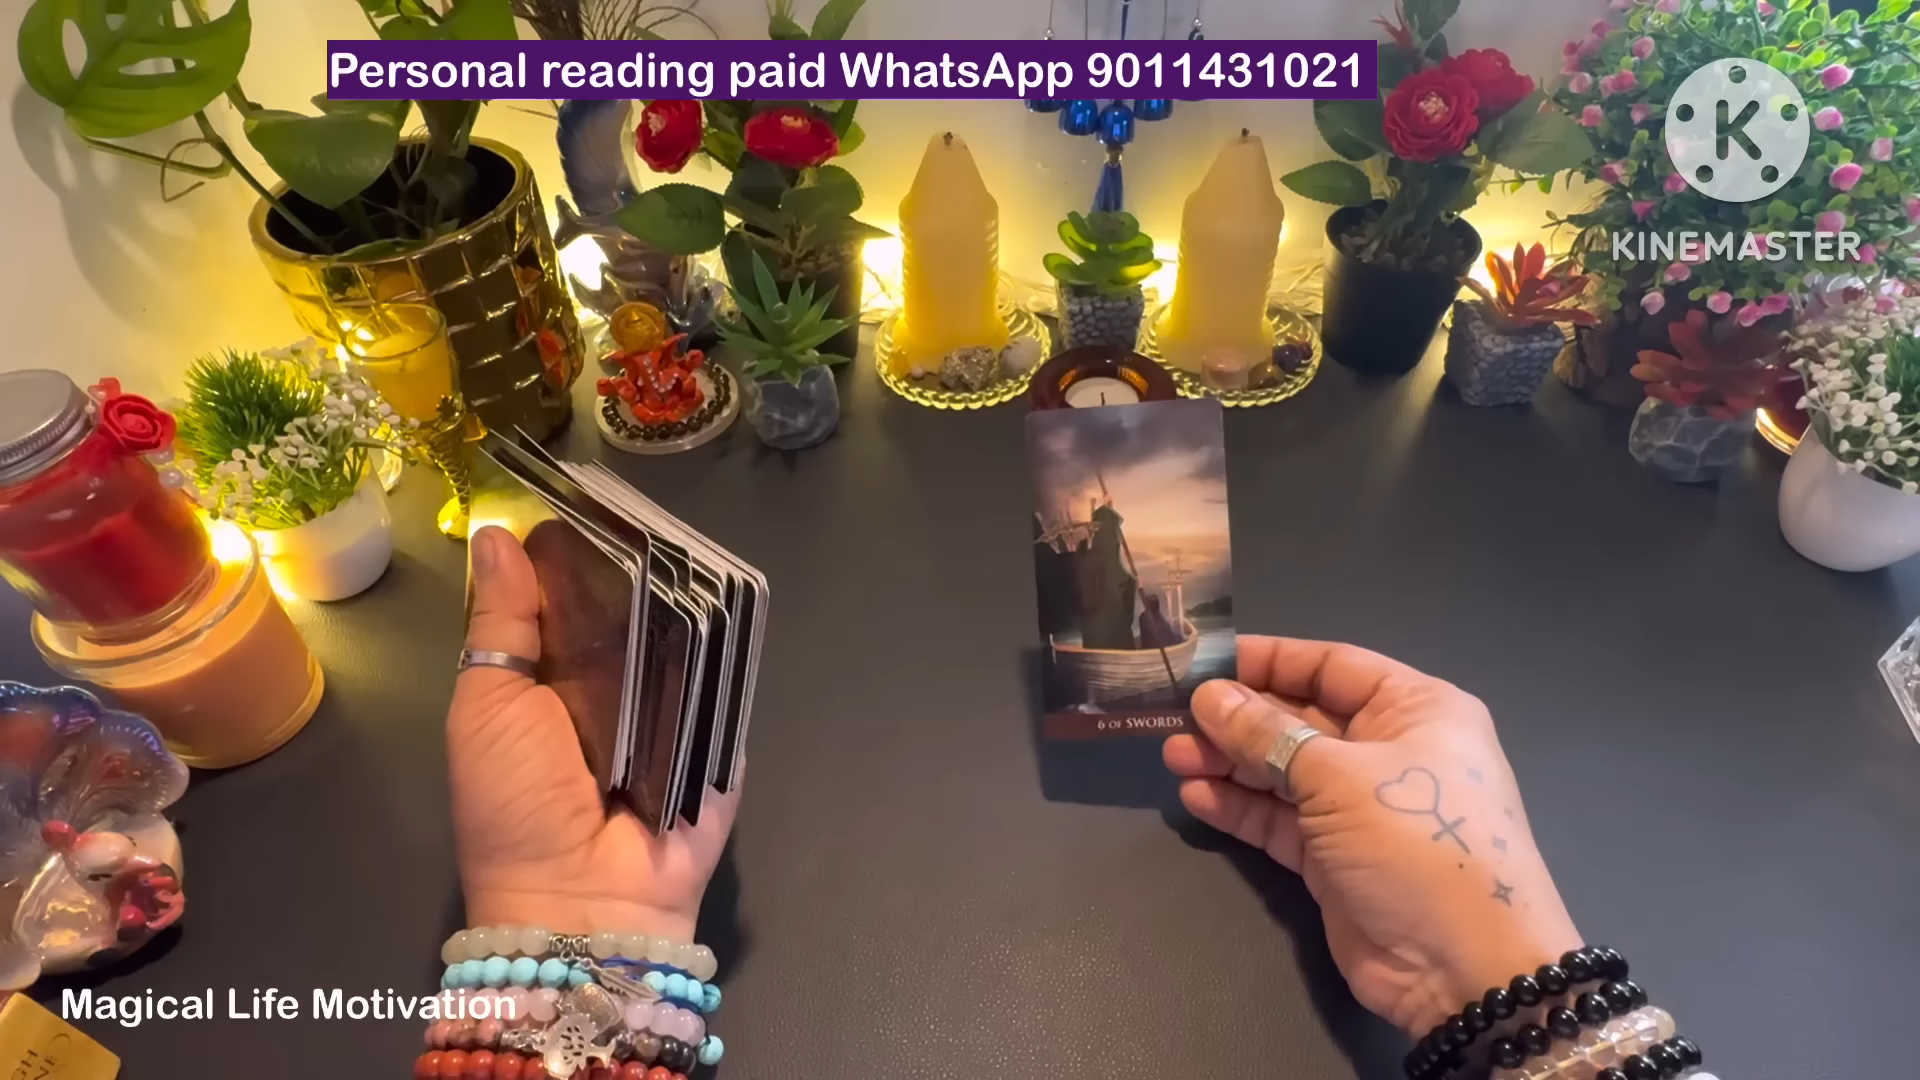 Personal reading paid WhatsApp 9011431021
K
KINEMASTER
6 OF SWORDS
Magical Life Motivation